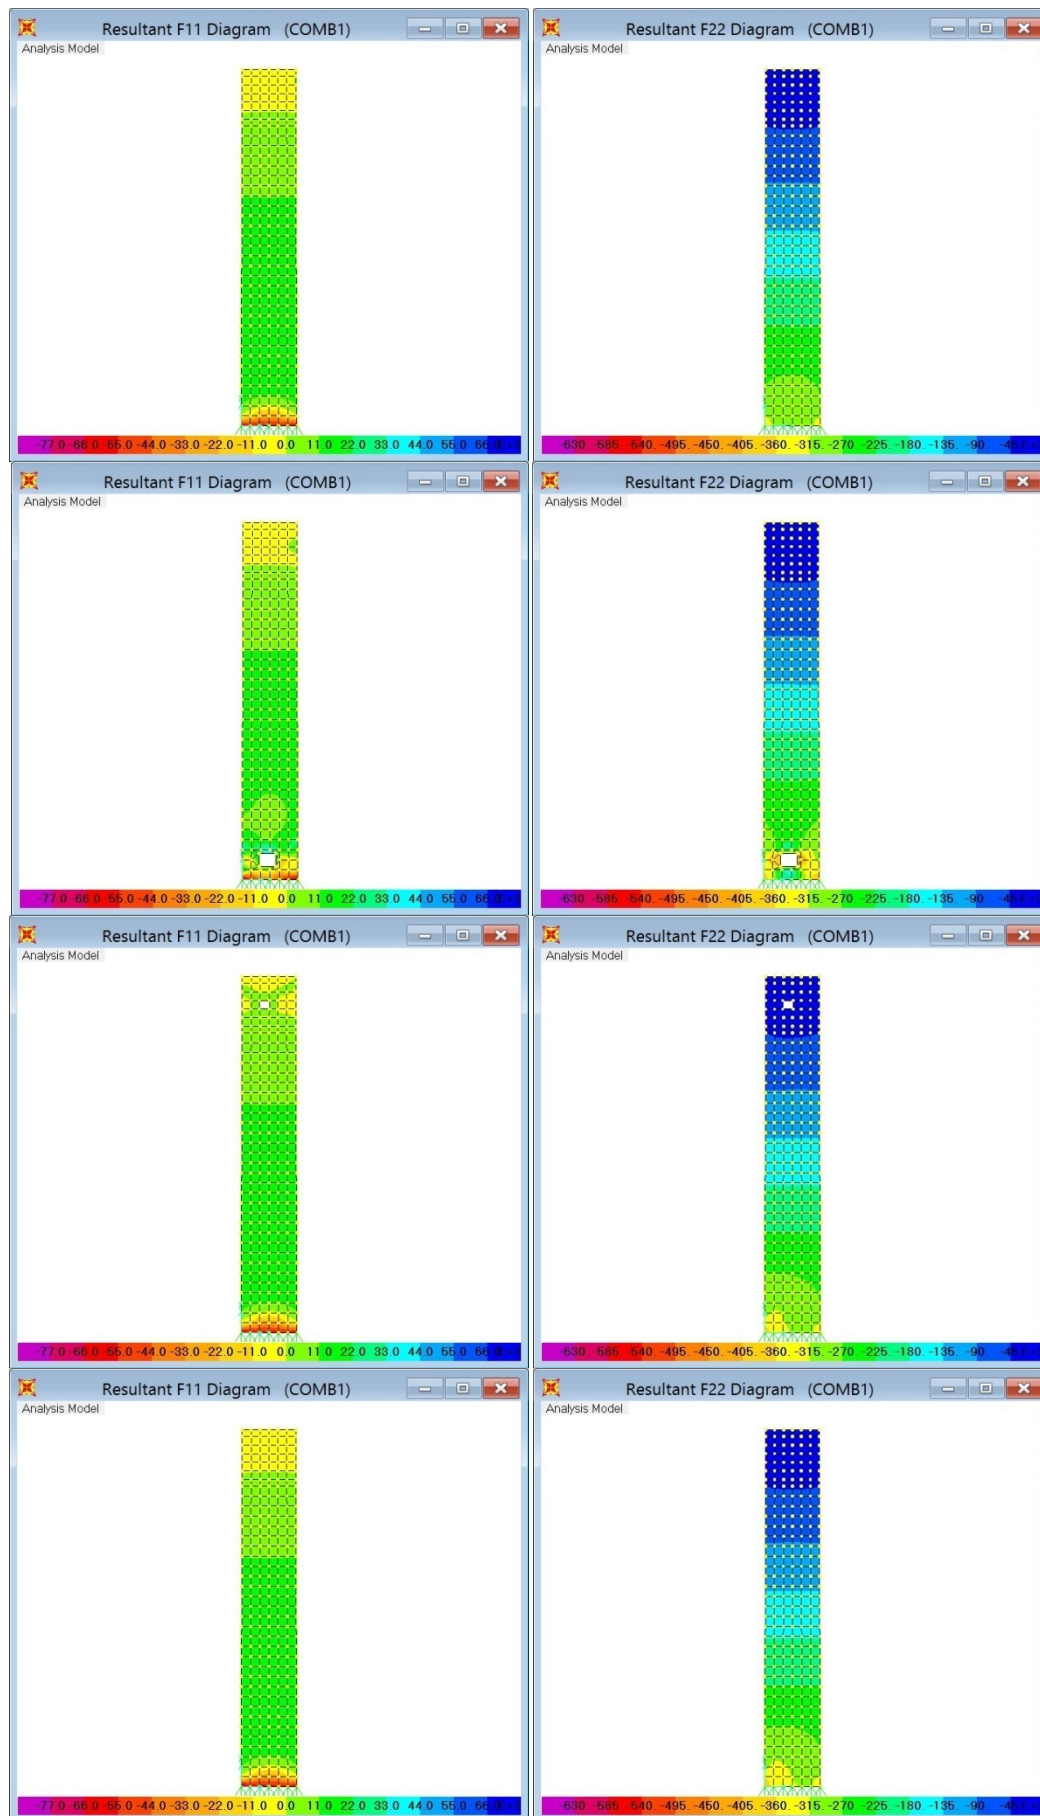 Resultant F11 Diagram (COMB1)
Analysis Model
-77.0 -66.0 -55.0 -44.0 -33.0 -22.0 -11.0 0.0 11.0 22.0 33.0 44.0 55.0
Resultant F22 Diagram (COMB1)
Analysis Model
-630. -585. -540. -495. -450. -405. -360. -315. -270. -225. -180. -135. -90.
Resultant F11 Diagram (COMB1)
Analysis Model
-77.0 -66.0 -55.0 -44.0 -33.0 -22.0 -11.0 0.0 11.0 22.0 33.0 44.0 55.0
Resultant F22 Diagram (COMB1)
Analysis Model
-630. -585. -540. -495. -450. -405. -360. -315. -270. -225. -180. -135. -90.
Resultant F11 Diagram (COMB1)
Analysis Model
-77.0 -66.0 -55.0 -44.0 -33.0 -22.0 -11.0 0.0 11.0 22.0 33.0 44.0 55.0
Resultant F22 Diagram (COMB1)
Analysis Model
-630. -585. -540. -495. -450. -405. -360. -315. -270. -225. -180. -135. -90.
Resultant F11 Diagram (COMB1)
Analysis Model
-77.0 -66.0 -55.0 -44.0 -33.0 -22.0 -11.0 0.0 11.0 22.0 33.0 44.0 55.0
Resultant F22 Diagram (COMB1)
Analysis Model
-630. -585. -540. -495. -450. -405. -360. -315. -270. -225. -180. -135. -90.